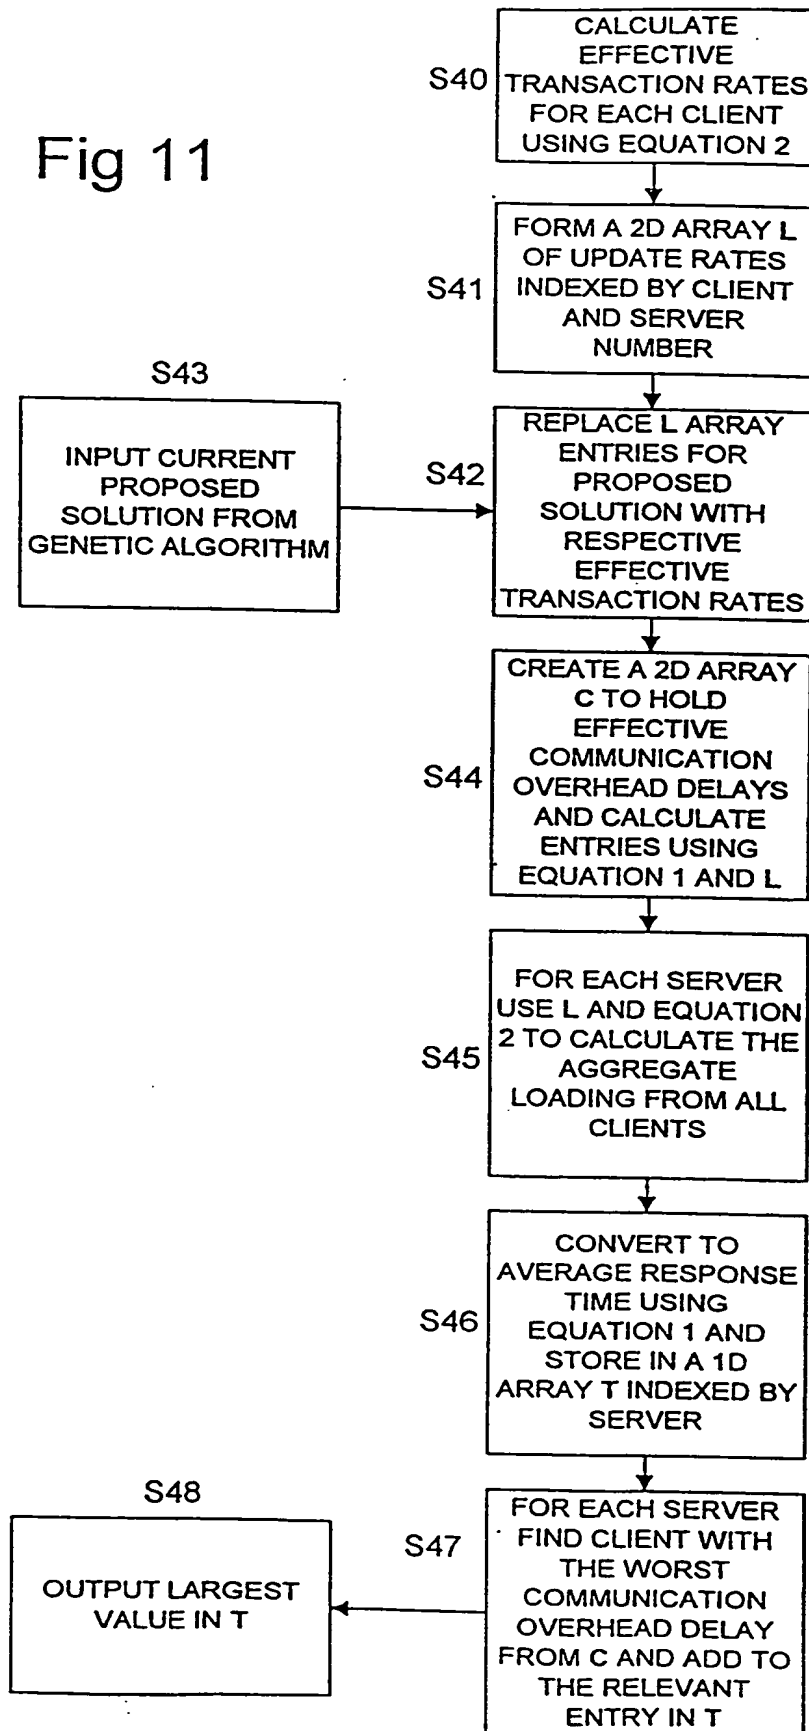 Fig 11
S40
CALCULATE
EFFECTIVE
TRANSACTION RATES
FOR EACH CLIENT
USING EQUATION 2
S41
FORM A 2D ARRAY L
OF UPDATE RATES
INDEXED BY CLIENT
AND SERVER
NUMBER
S43
INPUT CURRENT
PROPOSED
SOLUTION FROM
GENETIC ALGORITHM
S42
REPLACE L ARRAY
ENTRIES FOR
PROPOSED
SOLUTION WITH
RESPECTIVE
EFFECTIVE
TRANSACTION RATES
S44
CREATE A 2D ARRAY
C TO HOLD
EFFECTIVE
COMMUNICATION
OVERHEAD DELAYS
AND CALCULATE
ENTRIES USING
EQUATION 1 AND L
S45
FOR EACH SERVER
USE L AND EQUATION
2 TO CALCULATE THE
AGGREGATE
LOADING FROM ALL
CLIENTS
S46
CONVERT TO
AVERAGE RESPONSE
TIME USING
EQUATION 1 AND
STORE IN A 1D
ARRAY T INDEXED BY
SERVER
S47
FOR EACH SERVER
FIND CLIENT WITH
THE WORST
COMMUNICATION
OVERHEAD DELAY
FROM C AND ADD TO
THE RELEVANT
ENTRY IN T
S48
OUTPUT LARGEST
VALUE IN T